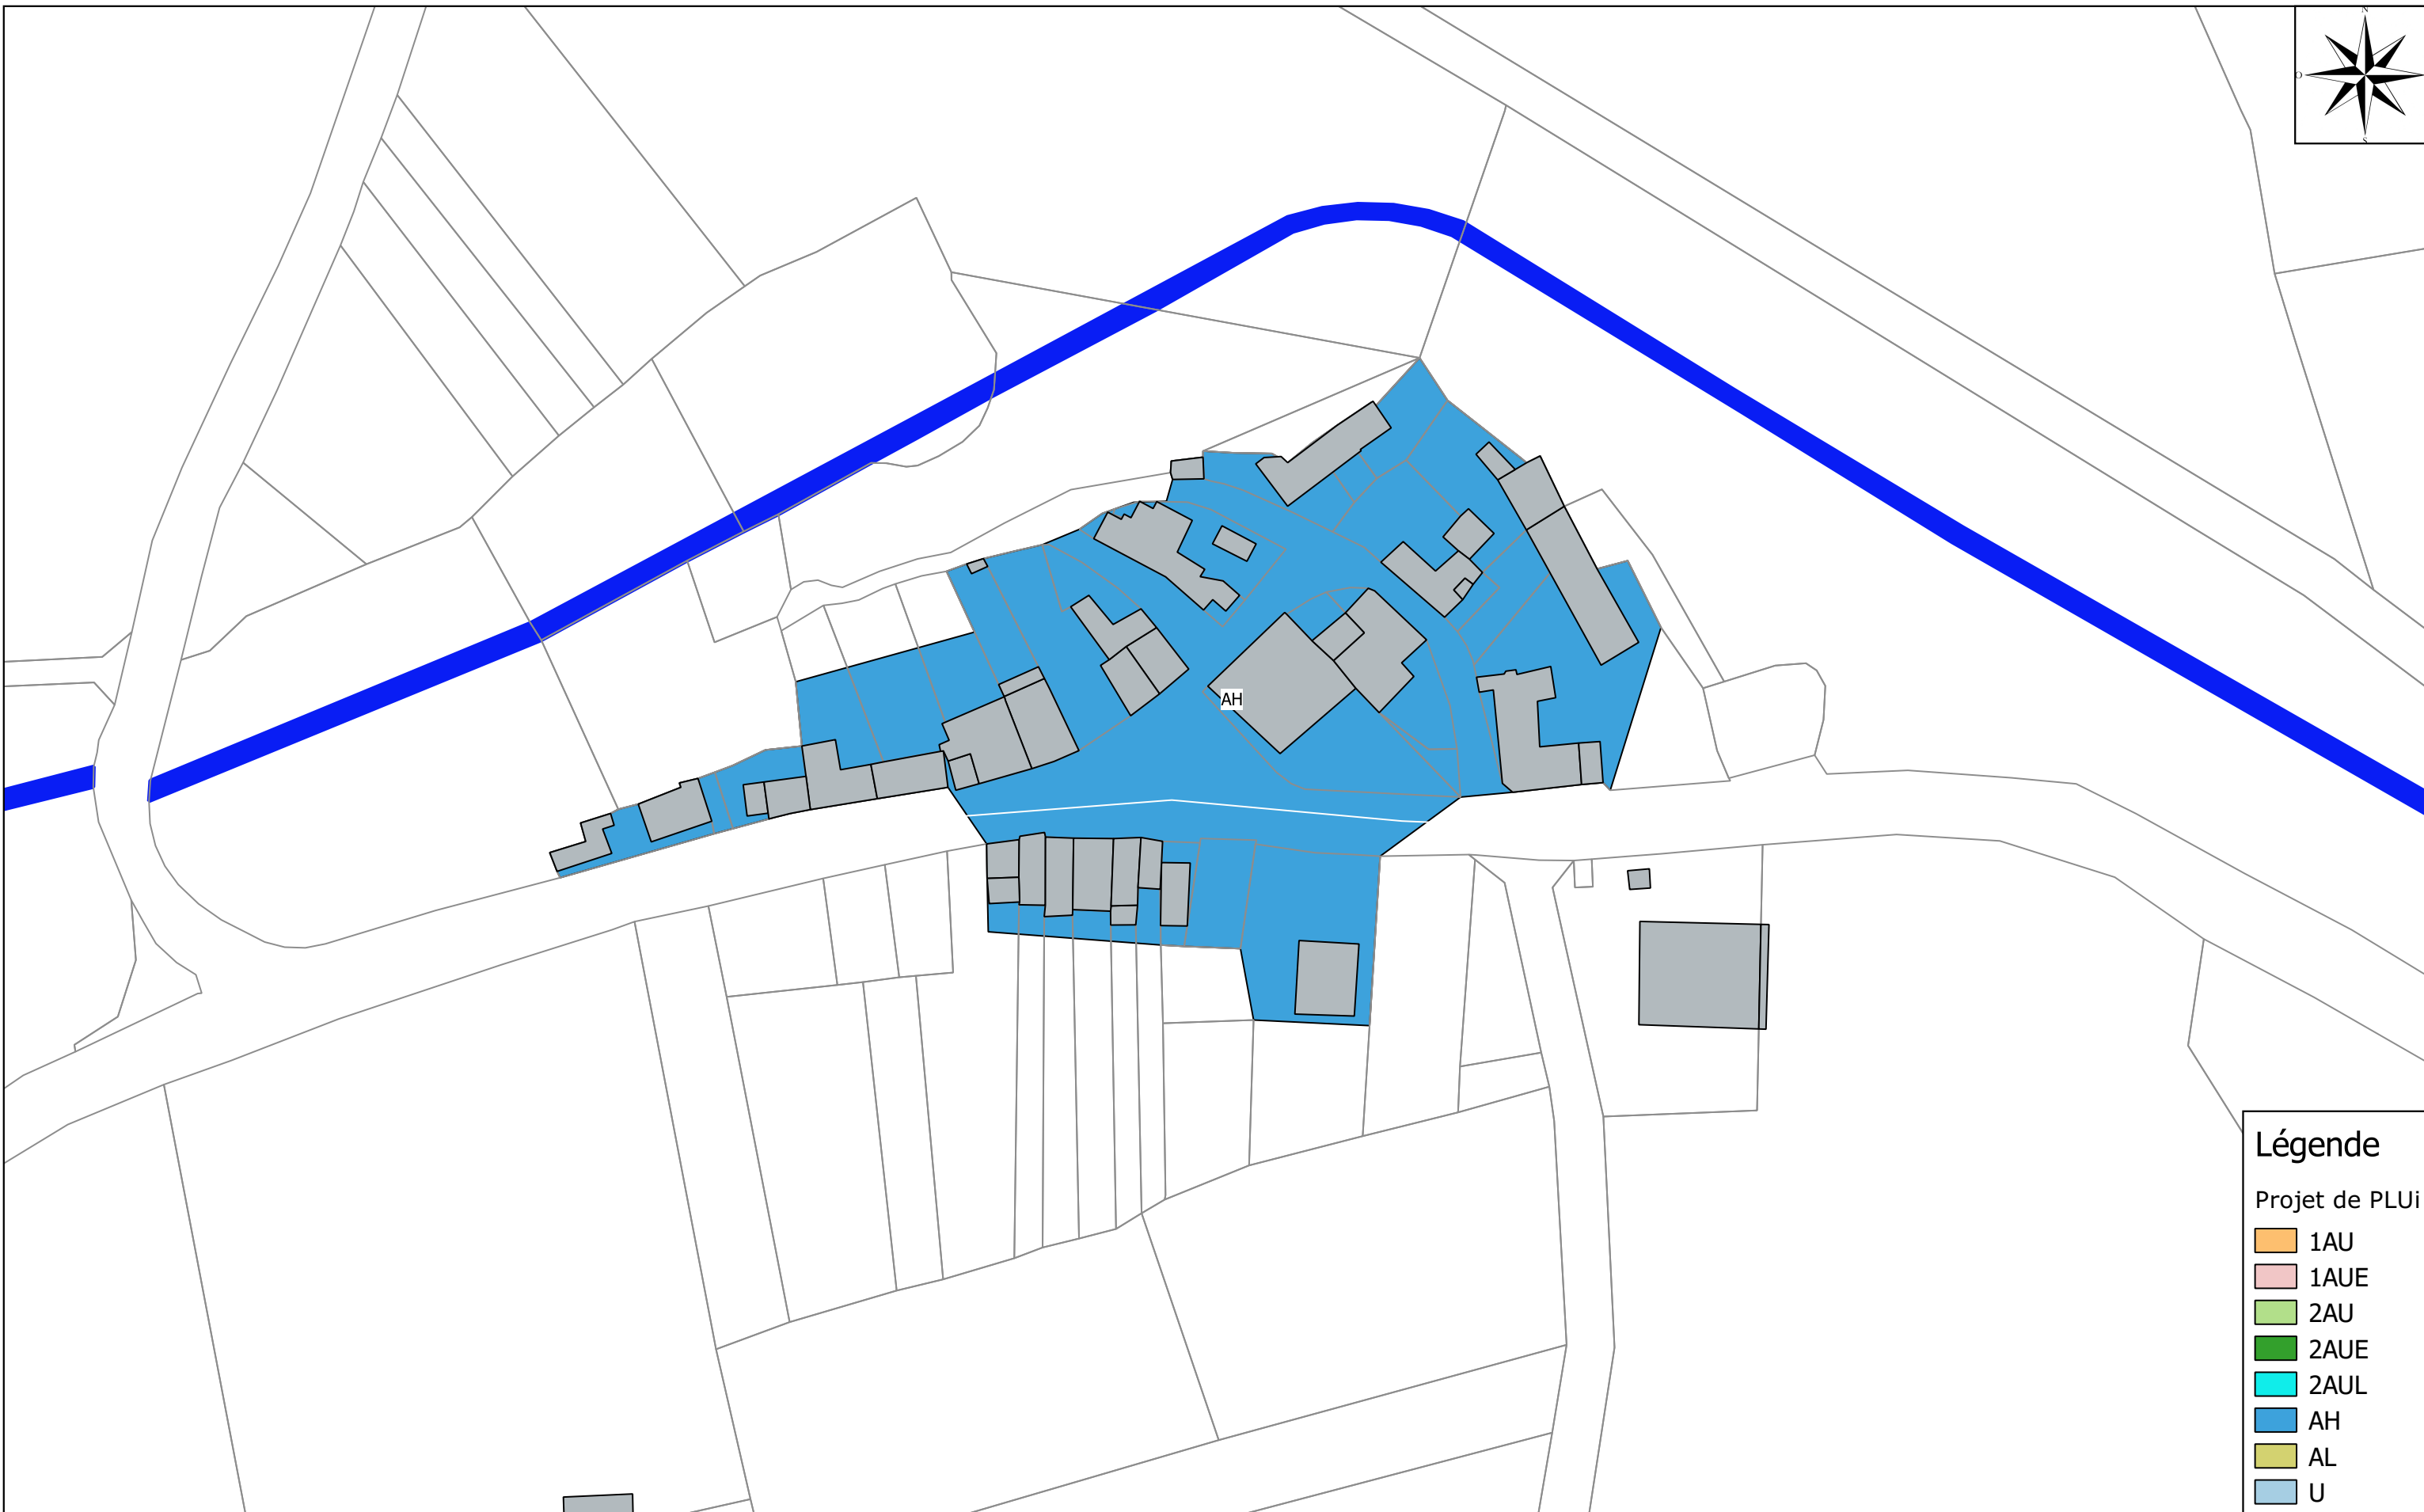 N
O
S
AH
Légende
Projet de PLUi
1AU
1AUE
2AU
2AUE
2AUL
AH
AL
U